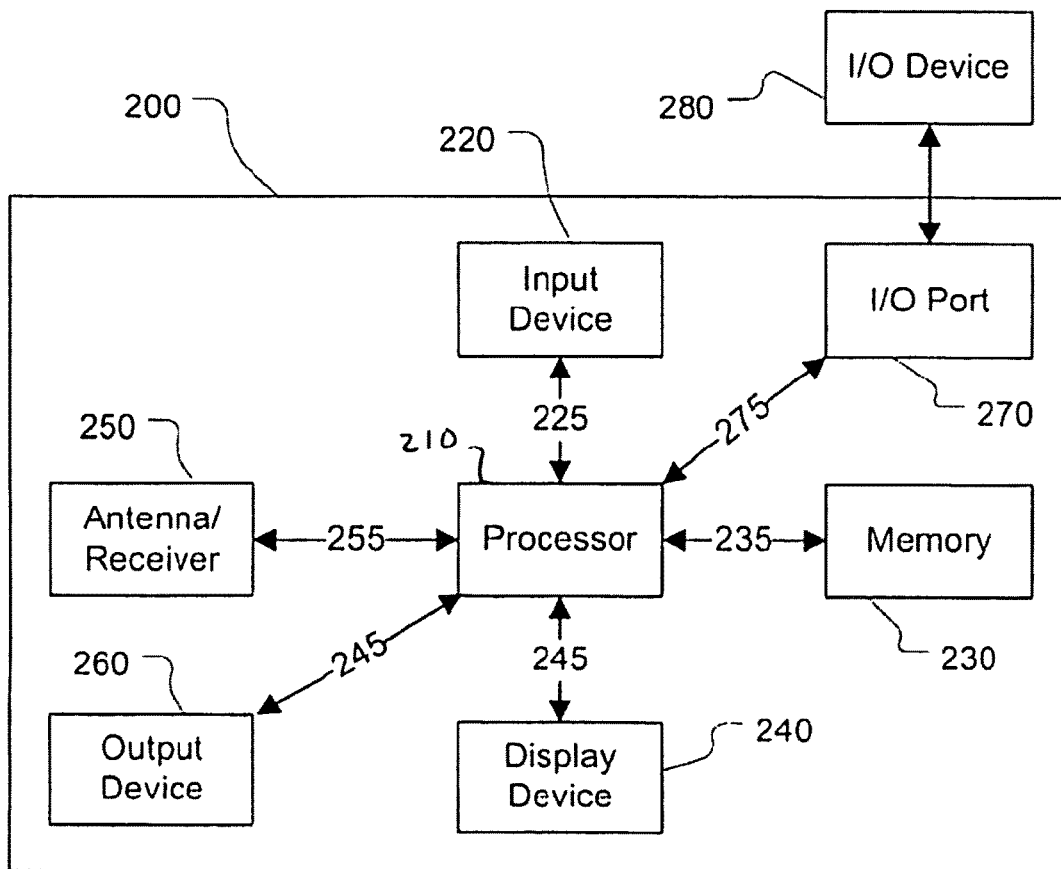 I/O Device
280
200
220
Input
Device
I/O Port
270
225
275
250
210
Antenna/
Receiver
255
Processor
235
Memory
230
260
245
245
Output
Device
Display
Device
240